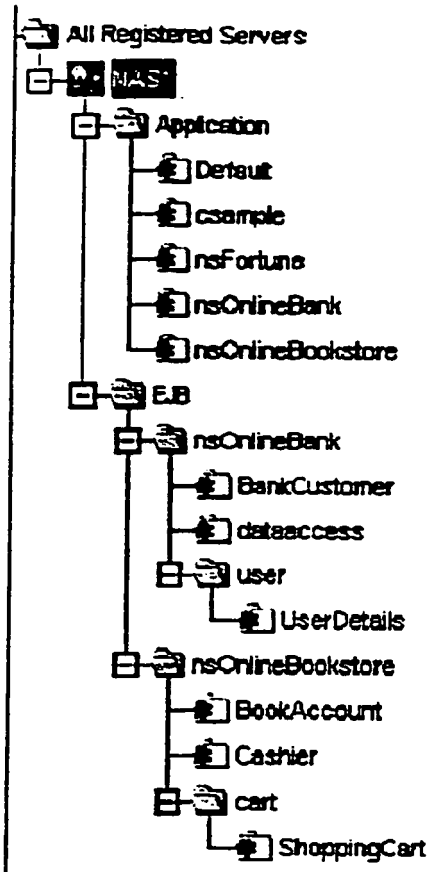 All Registered Servers
NAS1
Application
Default
csample
nsFortune
nsOnlineBank
nsOnlineBookstore
EJB
nsOnlineBank
BankCustomer
dataaccess
user
UserDetails
nsOnlineBookstore
BookAccount
Cashier
cart
ShoppingCart